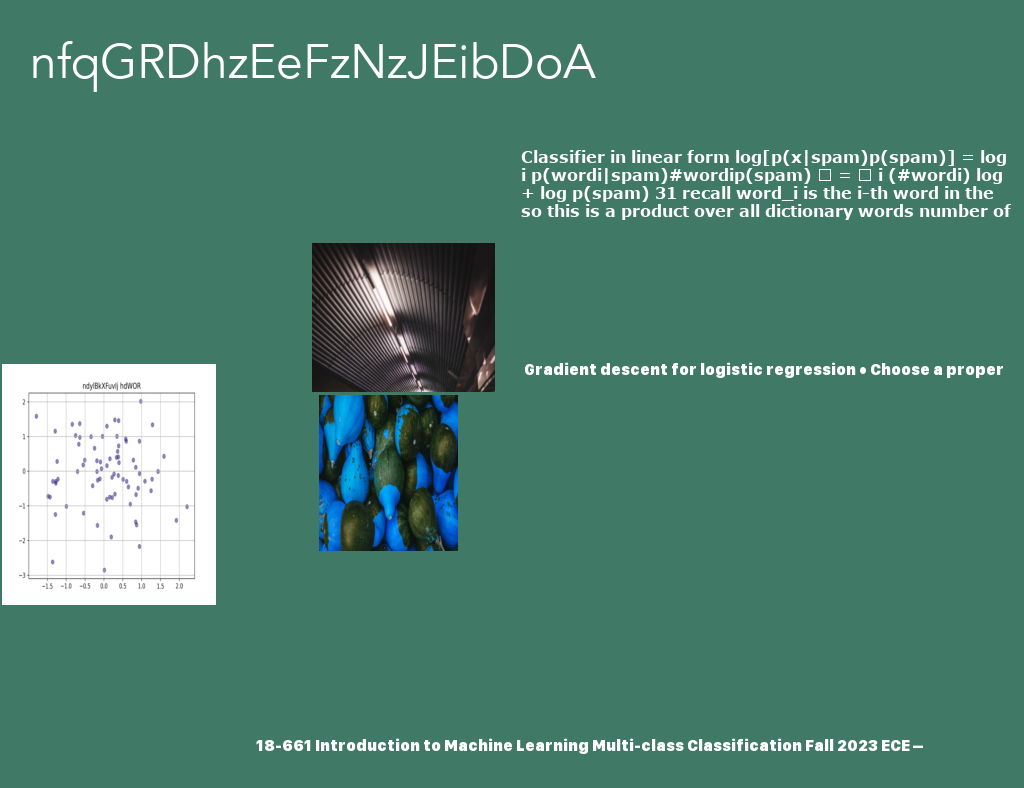 nfqGRDhzEeFzNzJEibDoA
Classifier in linear form log[p(x|spam)p(spam)] = log
i p(wordi|spam)#wordip(spam) □ = □ i (#wordi) log
+ log p(spam) 31 recall word_i is the i-th word in the
so this is a product over all dictionary words number of
Gradient descent for logistic regression • Choose a proper
ndyIBkXFuvIj hdWOR
2
1
0
−1
−2
−3
−1.5 −1.0 −0.5 0.0 0.5 1.0 1.5 2.0
18-661 Introduction to Machine Learning Multi-class Classification Fall 2023 ECE –